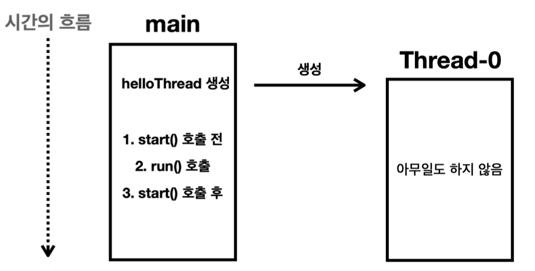 시간의 흐름
main
helloThread 생성
1. start() 호출 전
2. run() 호출
3. start() 호출 후
생성
Thread-0
아무일도 하지 않음